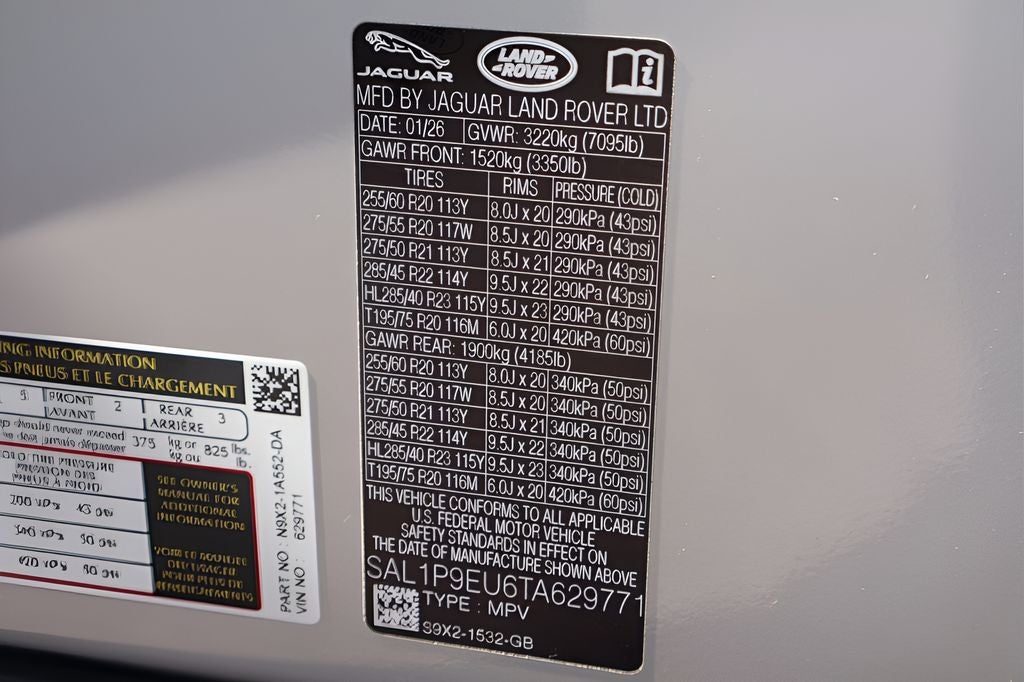 JAGUAR
LAND-
-ROVER
i
MFD BY JAGUAR LAND ROVER LTD
DATE: 01/26 GVWR: 3220kg (7095lb)
GAWR FRONT: 1520kg (3350lb)
TIRES RIMS PRESSURE (COLD)
255/60 R20 113Y 8.0J x 20 290kPa (43psi)
275/55 R20 117W 8.5J x 20 290kPa (43psi)
275/50 R21 113Y 8.5J x 21 290kPa (43psi)
285/45 R22 114Y 9.5J x 22 290kPa (43psi)
HL285/40 R23 115Y 9.5J x 23 290kPa (43psi)
T195/75 R20 116M 6.0J x 20 420kPa (60psi)
GAWR REAR: 1900kg (4185lb)
255/60 R20 113Y 8.0J x 20 340kPa (50psi)
275/55 R20 117W 8.5J x 20 340kPa (50psi)
275/50 R21 113Y 8.5J x 21 340kPa (50psi)
285/45 R22 114Y 9.5J x 22 340kPa (50psi)
HL285/40 R23 115Y 9.5J x 23 340kPa (50psi)
T195/75 R20 116M 6.0J x 20 420kPa (60psi)
THIS VEHICLE CONFORMS TO ALL APPLICABLE
U.S. FEDERAL MOTOR VEHICLE
SAFETY STANDARDS IN EFFECT ON
THE DATE OF MANUFACTURE SHOWN ABOVE
SAL1P9EU6TA629771
TYPE: MPV
S9X2-1532-GB
INFORMATION
ET LE CHARGEMENT
FRONT 2 REAR 3
AVANT ARRIÈRE
375 kg or 825 lbs.
kg ou lb.
SEE OWNER'S
MANUAL FOR
ADDITIONAL
INFORMATION
PART NO: N9X2-1A552-DA
VIN NO: 629771